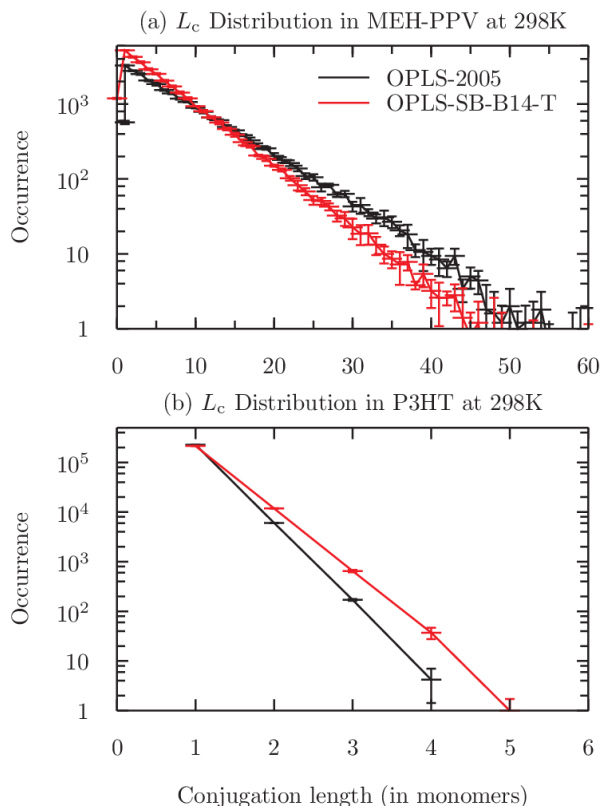 (a) Lc Distribution in MEH-PPV at 298K
OPLS-2005
OPLS-SB-B14-T
10³
10²
10
1
Occurrence
0 10 20 30 40 50 60
(b) Lc Distribution in P3HT at 298K
10⁵
10⁴
10³
10²
10
1
Occurrence
0 1 2 3 4 5 6
Conjugation length (in monomers)